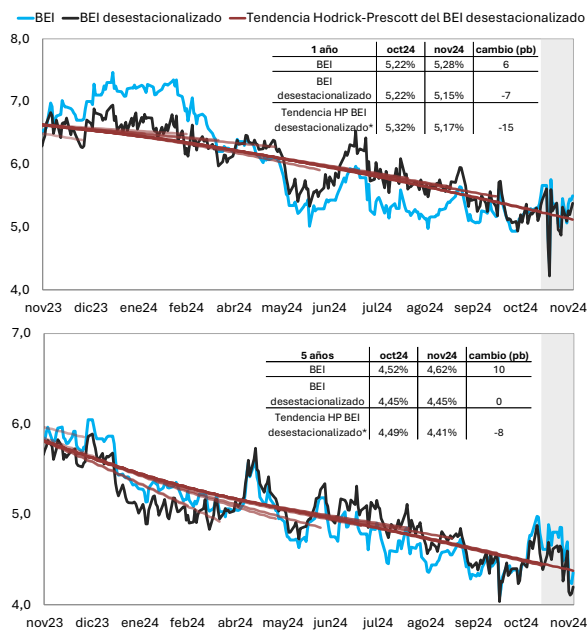 BEI BEI desestacionalizado Tendencia Hodrick-Prescott del BEI desestacionalizado
8,0
7,0
6,0
5,0
4,0
1 año oct24 nov24 cambio (pb)
BEI 5,22% 5,28% 6
BEI
desestacionalizado 5,22% 5,15% -7
Tendencia HP BEI
desestacionalizado* 5,32% 5,17% -15
nov23 dic23 ene24 feb24 abr24 may24 jun24 jul24 ago24 sep24 oct24 nov24
7,0
6,0
5,0
4,0
5 años oct24 nov24 cambio (pb)
BEI 4,52% 4,62% 10
BEI
desestacionalizado 4,45% 4,45% 0
Tendencia HP BEI
desestacionalizado* 4,49% 4,41% -8
nov23 dic23 ene24 feb24 abr24 may24 jun24 jul24 ago24 sep24 oct24 nov24